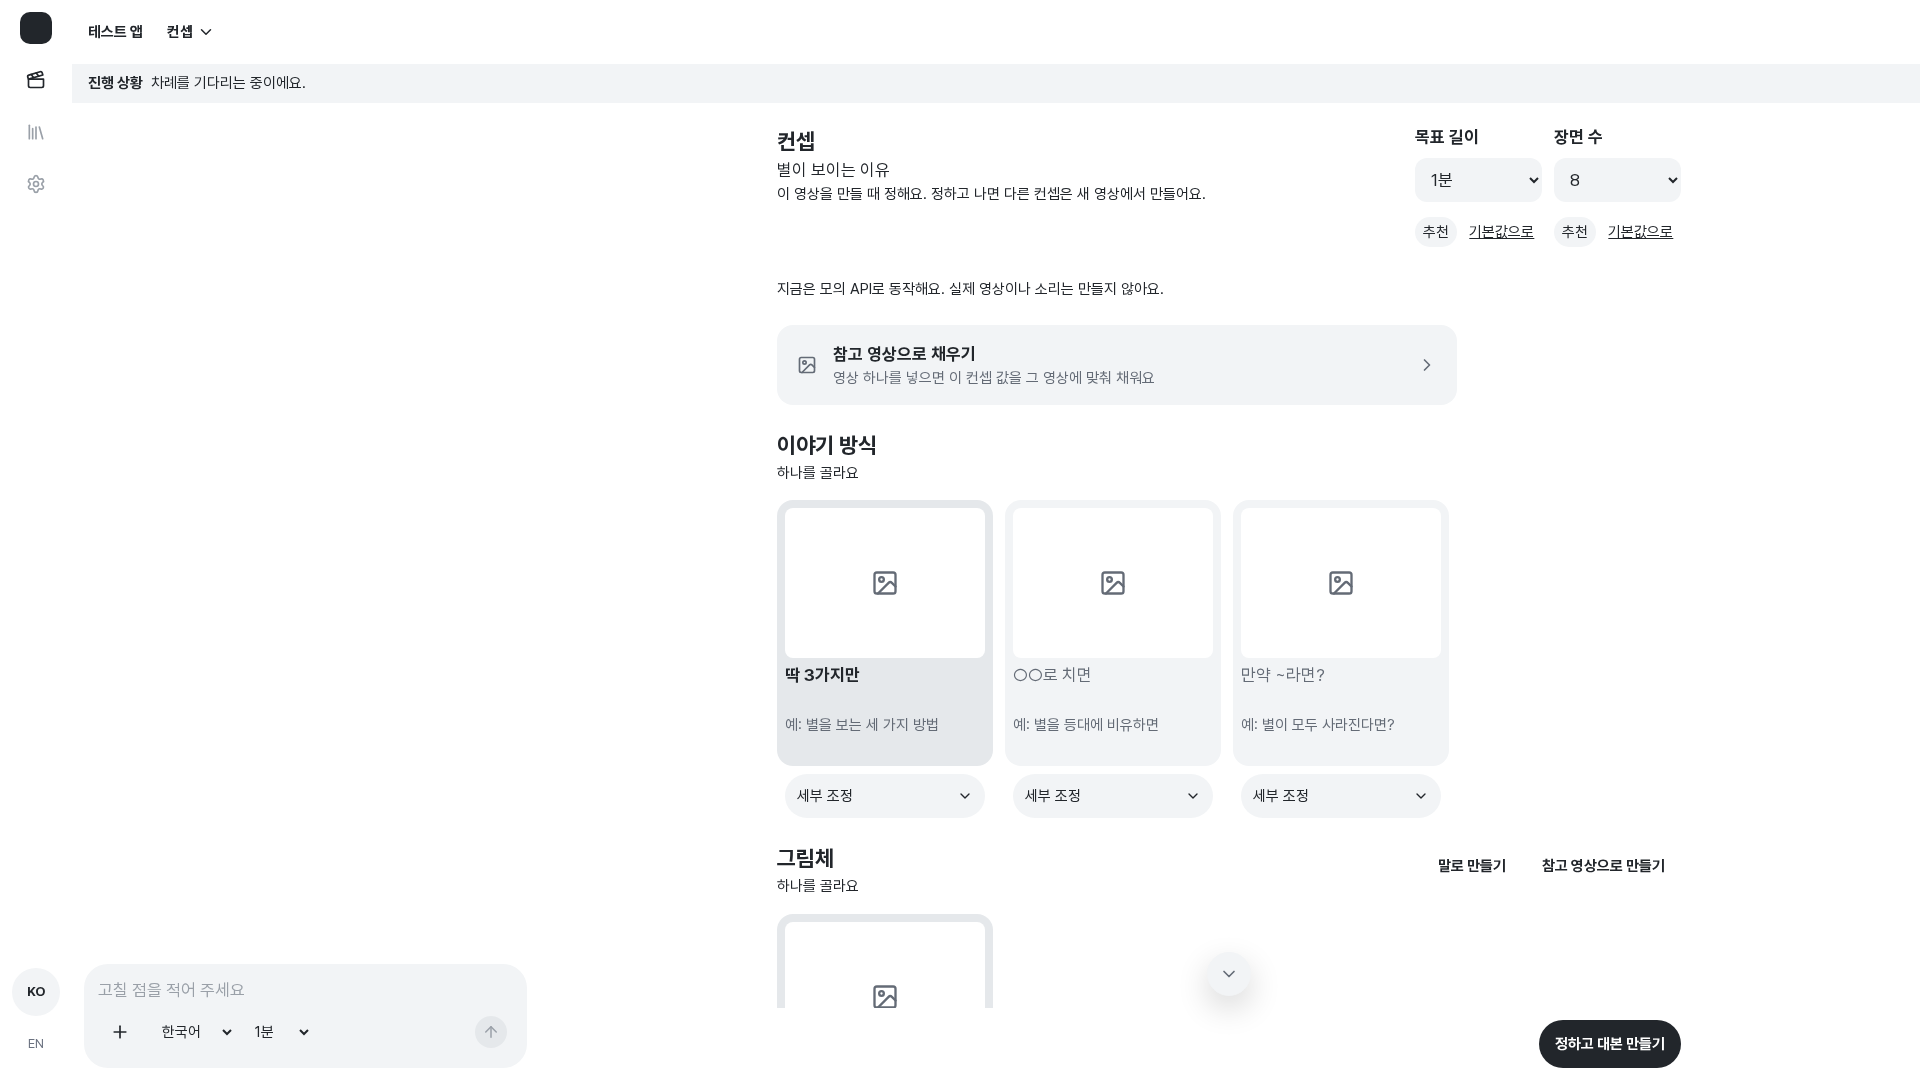 테스트 앱 컨셉
진행 상황 차례를 기다리는 중이에요.
컨셉
별이 보이는 이유
이 영상을 만들 때 정해요. 정하고 나면 다른 컨셉은 새 영상에서 만들어요.
목표 길이 장면 수
1분 8
추천 기본값으로 추천 기본값으로
지금은 모의 API로 동작해요. 실제 영상이나 소리는 만들지 않아요.
참고 영상으로 채우기
영상 하나를 넣으면 이 컨셉 값을 그 영상에 맞춰 채워요
이야기 방식
하나를 골라요
딱 3가지만
예: 별을 보는 세 가지 방법
세부 조정
○○로 치면
예: 별을 등대에 비유하면
세부 조정
만약 ~라면?
예: 별이 모두 사라진다면?
세부 조정
그림체
하나를 골라요
말로 만들기 참고 영상으로 만들기
KO
EN
고칠 점을 적어 주세요
한국어 1분
정하고 대본 만들기